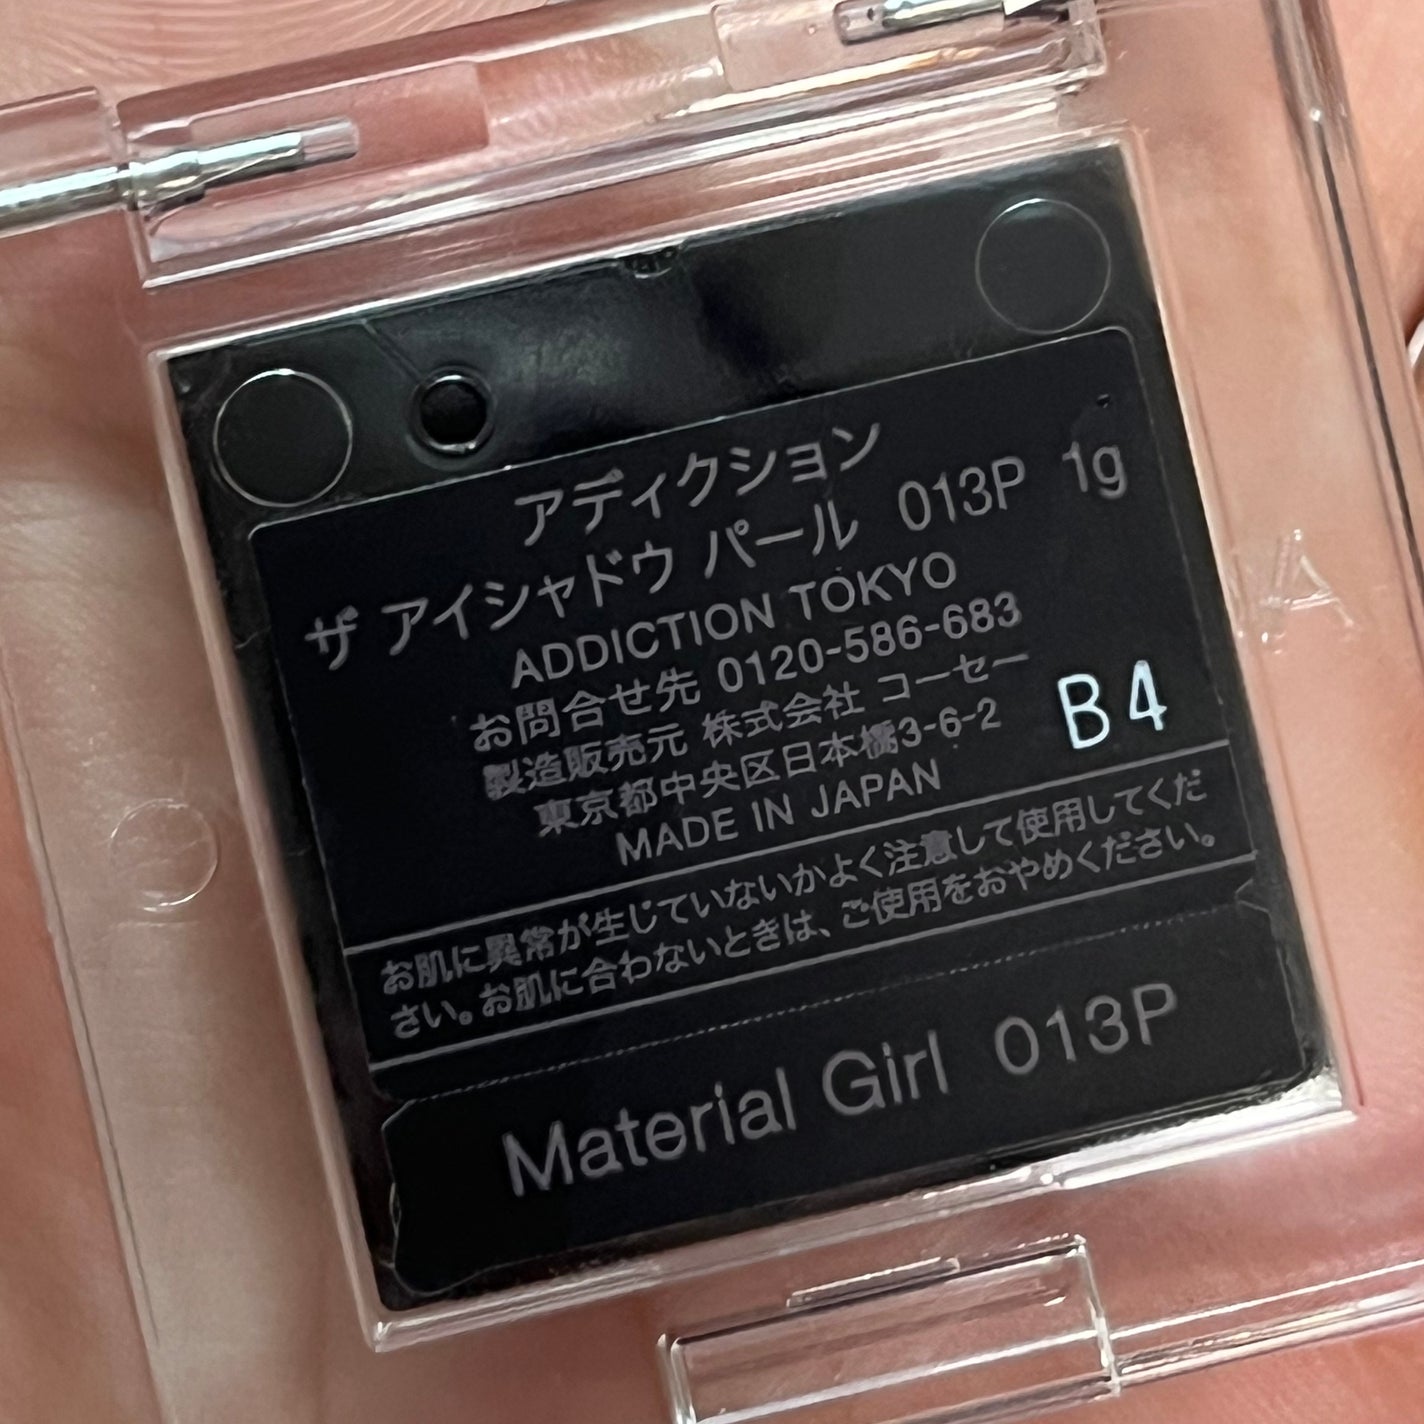 アディクション
ザ アイシャドウ パール 013P 1g
ADDICTION TOKYO
お問合せ先 0120-586-683
製造販売元 株式会社 コーセー
東京都中央区日本橋3-6-2
MADE IN JAPAN
B4
お肌に異常が生じていないかよく注意して使用してくだ
さい。お肌に合わないときは、ご使用をおやめください。
Material Girl 013P